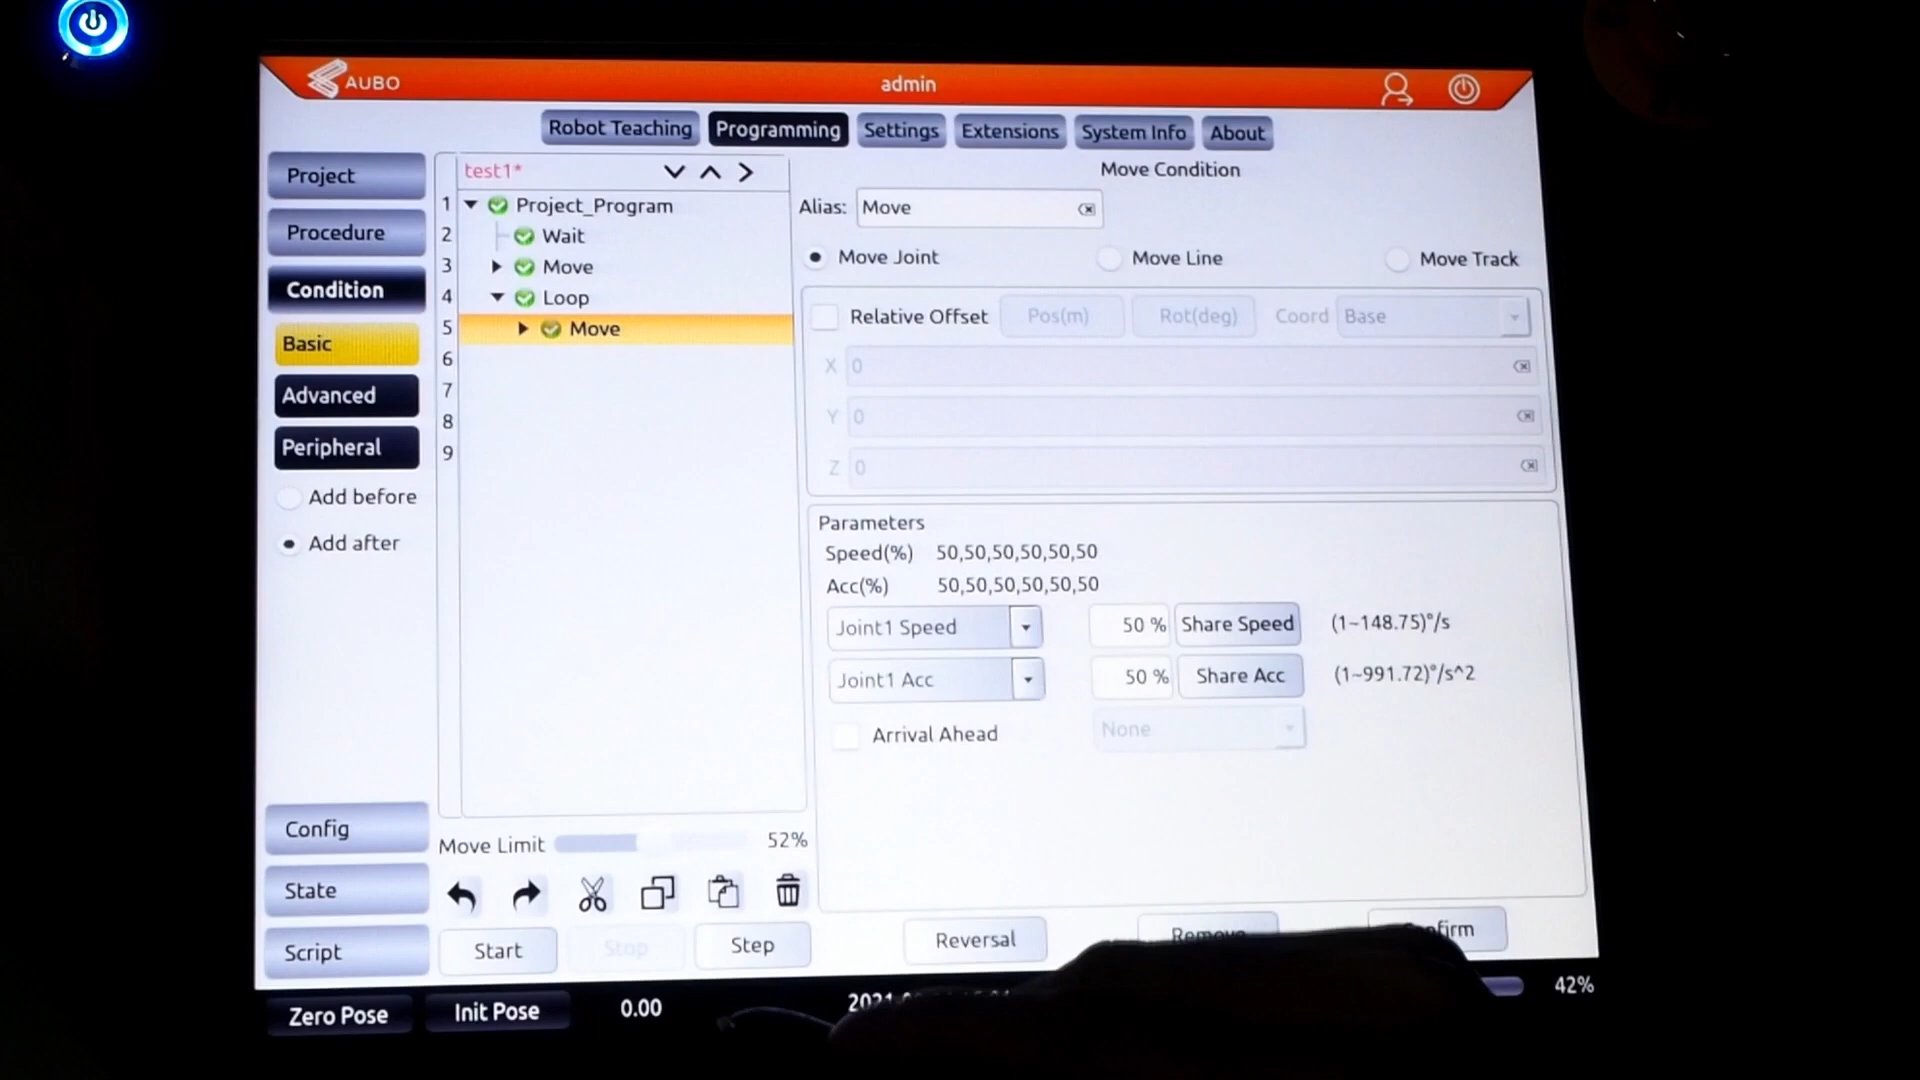 AUBO
admin
Robot Teaching
Programming
Settings
Extensions
System Info
About
Project
Procedure
Condition
Basic
Advanced
Peripheral
Add before
Add after
Config
State
Script
test1*
1 Project_Program
2 Wait
3 Move
4 Loop
5 Move
6
7
8
9
Move Limit 52%
Start
Stop
Step
Move Condition
Alias: Move
Move Joint
Move Line
Move Track
Relative Offset Pos(m) Rot(deg) Coord Base
X 0
Y 0
Z 0
Parameters
Speed(%) 50,50,50,50,50,50
Acc(%) 50,50,50,50,50,50
Joint1 Speed 50 % Share Speed (1~148.75)°/s
Joint1 Acc 50 % Share Acc (1~991.72)°/s^2
Arrival Ahead None
Reversal
Remove
Confirm
Zero Pose
Init Pose
0.00
42%